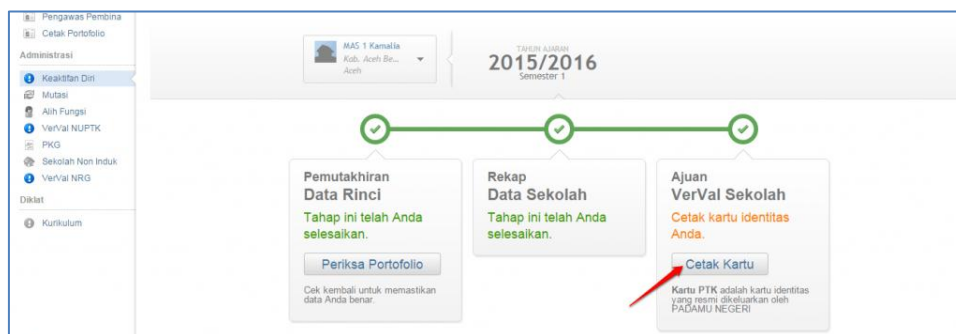 Pengawas Pembina
Cetak Portofolio
Administrasi
Keaktifan Diri
Mutasi
Alih Fungsi
VerVal NUPTK
PKG
Sekolah Non Induk
VerVal NRG
Diklat
Kurikulum
MAS 1 Kamalia
Kab. Aceh Be...
Aceh
TAHUN AJARAN
2015/2016
Semester 1
Pemutakhiran
Data Rinci
Tahap ini telah Anda
selesaikan.
Periksa Portofolio
Cek kembali untuk memastikan
data Anda benar.
Rekap
Data Sekolah
Tahap ini telah Anda
selesaikan.
Ajuan
VerVal Sekolah
Cetak kartu identitas
Anda.
Cetak Kartu
Kartu PTK adalah kartu identitas
yang resmi dikeluarkan oleh
PADAMU NEGERI